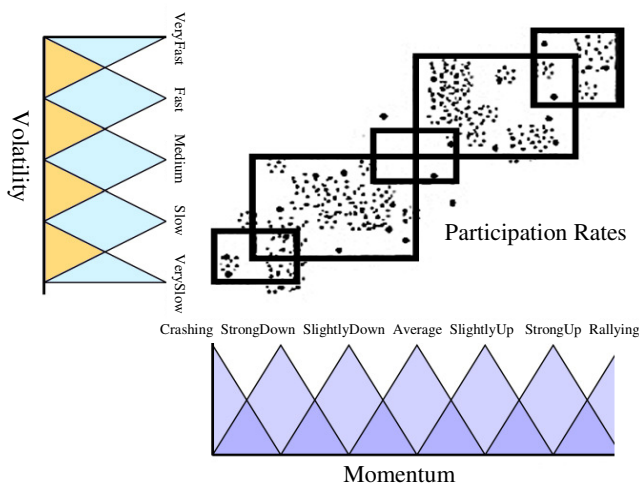 VeryFast
Fast
Medium
Slow
VerySlow
Volatility
Participation Rates
Crashing StrongDown SlightlyDown Average SlightlyUp StrongUp Rallying
Momentum